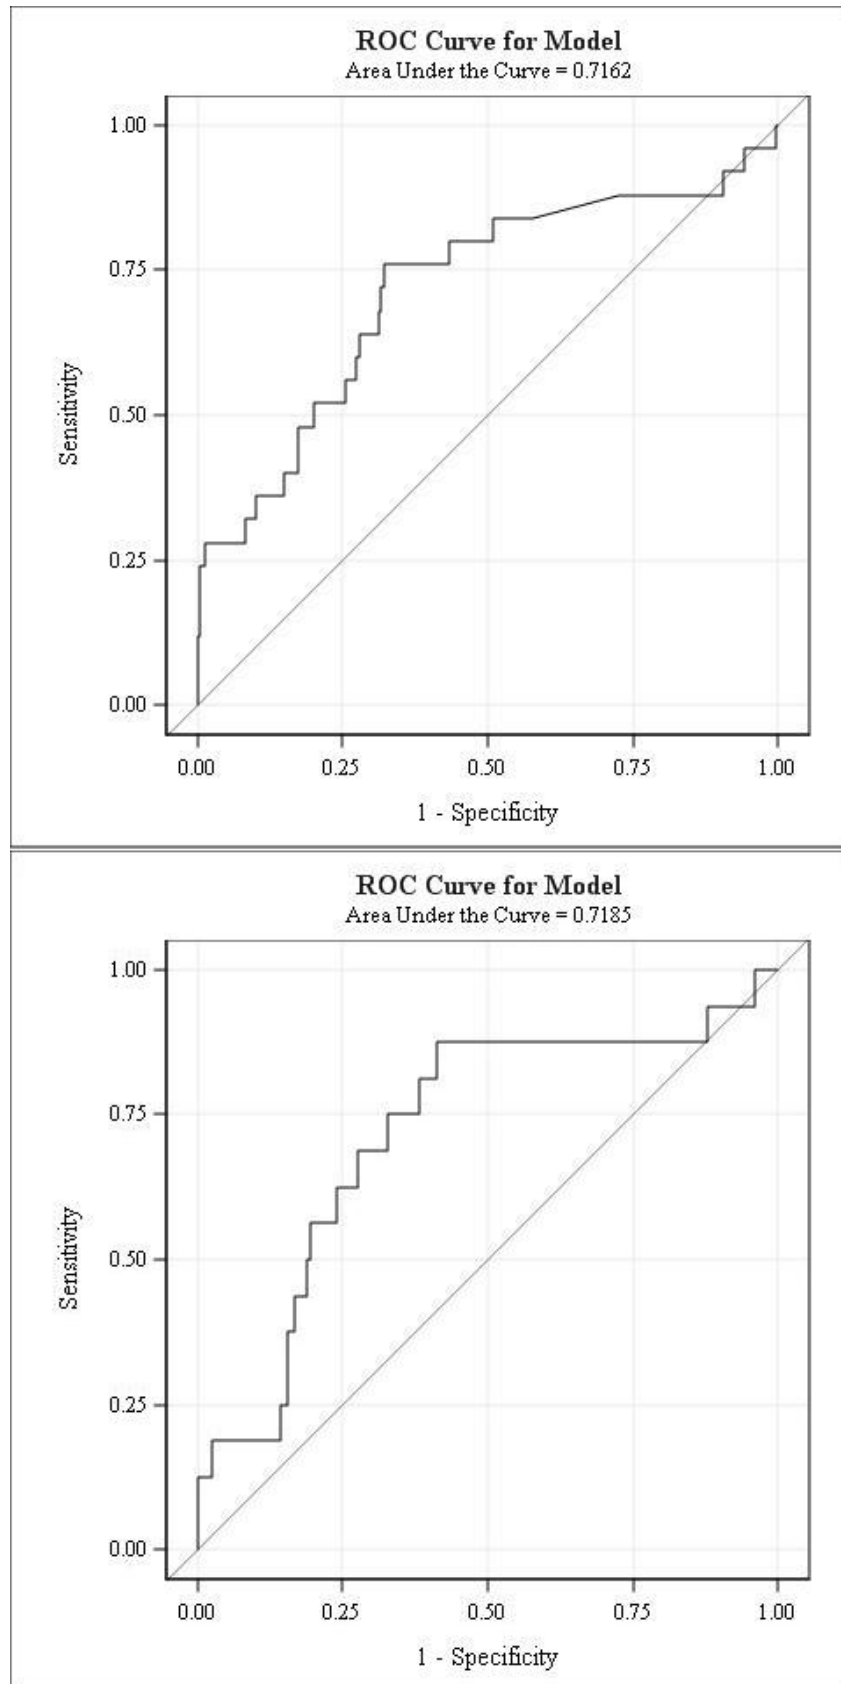 ROC Curve for Model
Area Under the Curve = 0.7162
1.00
0.75
0.50
0.25
0.00
Sensitivity
0.00 0.25 0.50 0.75 1.00
1 - Specificity
ROC Curve for Model
Area Under the Curve = 0.7185
1.00
0.75
0.50
0.25
0.00
Sensitivity
0.00 0.25 0.50 0.75 1.00
1 - Specificity